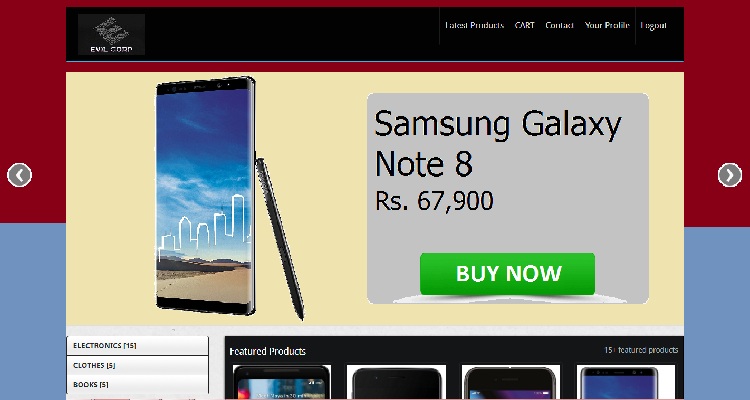 EVIL CORP
Latest Products CART Contact Your Profile Logout
Samsung Galaxy
Note 8
Rs. 67,900
BUY NOW
ELECTRONICS [15]
CLOTHES [5]
BOOKS [5]
Featured Products
15+ featured products